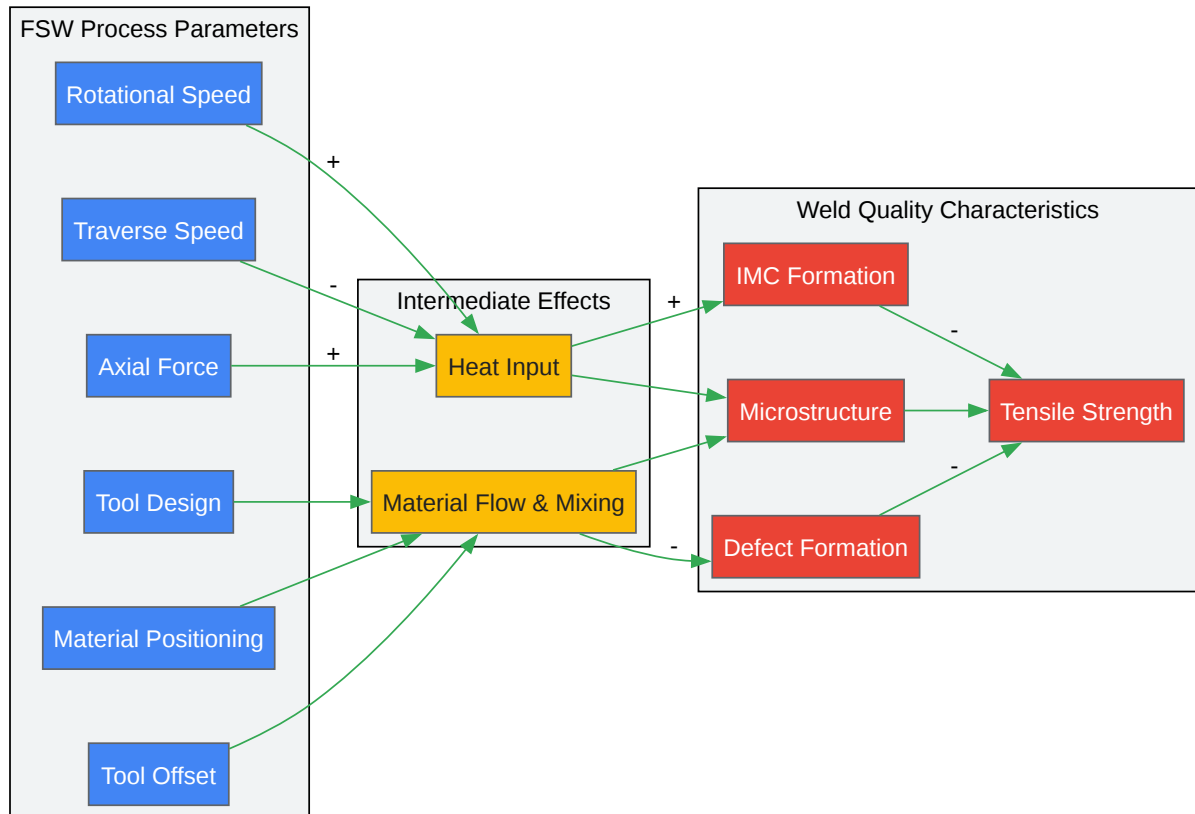 FSW Process Parameters
Rotational Speed
+
Traverse Speed
-
Axial Force
+
Tool Design
Material Positioning
Tool Offset
Intermediate Effects
Heat Input
Material Flow & Mixing
+
-
Weld Quality Characteristics
IMC Formation
-
Microstructure
Tensile Strength
-
Defect Formation